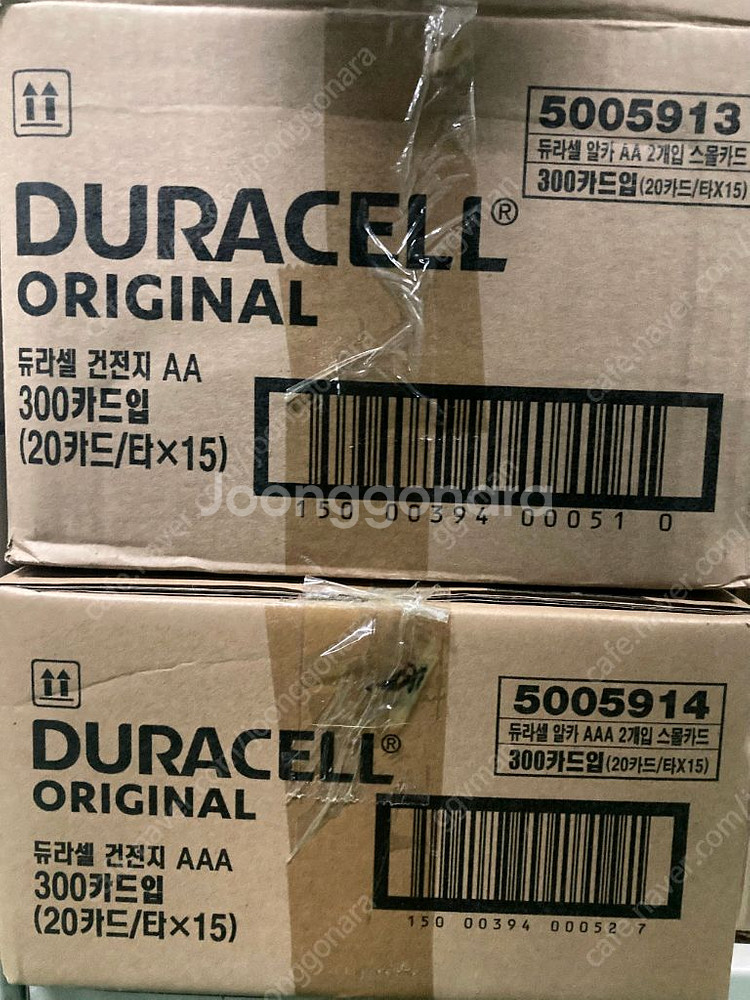 5005913
듀라셀 알카 AA 2개입 스몰카드
300카드입(20카드/타X15)
DURACELL®
ORIGINAL
듀라셀 건전지 AA
300카드입
(20카드/타×15)
150 00394 00051 0
Joonggonara
5005914
듀라셀 알카 AAA 2개입 스몰카드
300카드입(20카드/타X15)
DURACELL®
ORIGINAL
듀라셀 건전지 AAA
300카드입
(20카드/타×15)
150 00394 00052 7